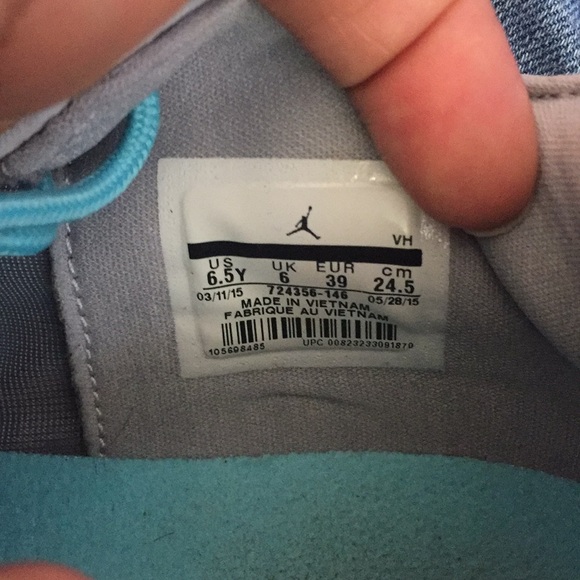 VH
US UK EUR cm
6.5Y 6 39 24.5
03/11/15 724356-146 05/28/15
MADE IN VIETNAM
FABRIQUE AU VIETNAM
105698485 UPC 00823233091879